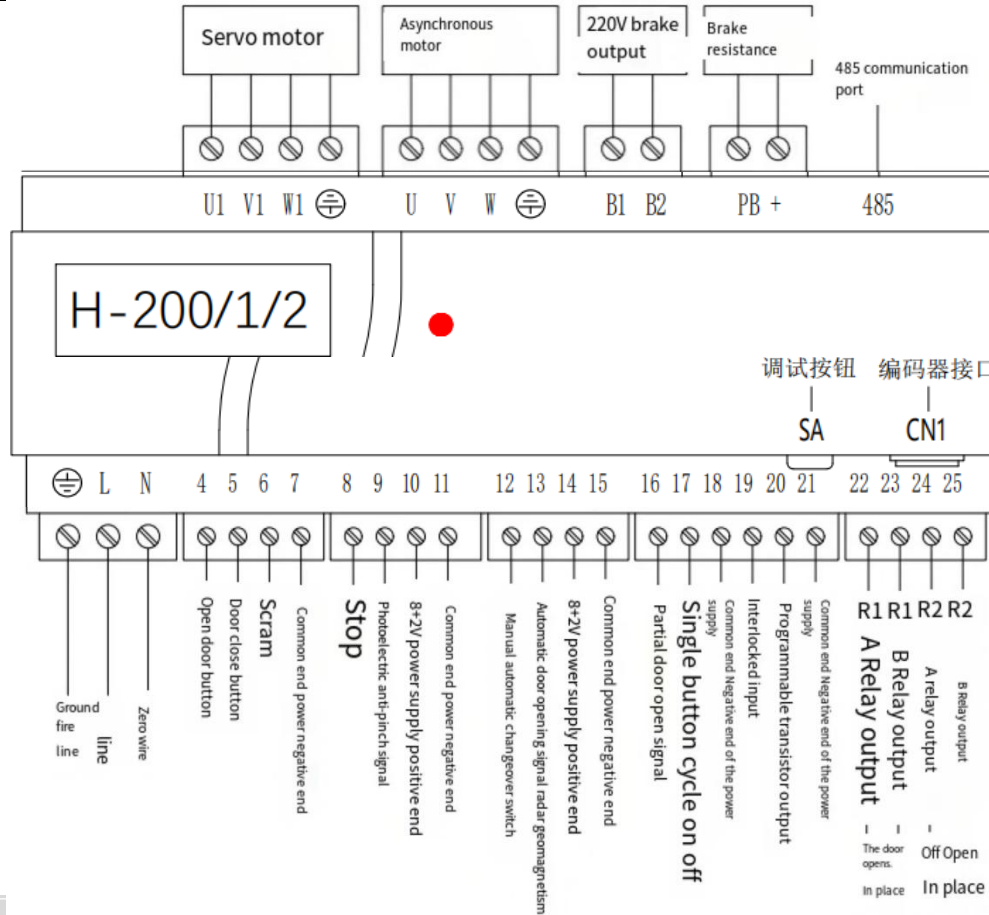 Servo motor
Asynchronous
motor
220V brake
output
Brake
resistance
485 communication
port
U1 V1 W1
U V W
B1 B2
PB +
485
H-200/1/2
调试按钮
编码器接口
SA
CN1
L N
4 5 6 7
8 9 10 11
12 13 14 15
16 17 18 19 20 21
22 23 24 25
Ground
fire
line
line
Zero wire
Open door button
Door close button
Scram
Common end power negative end
Stop
Photoelectric anti-pinch signal
8+2V power supply positive end
Common end power negative end
Manual automatic changeover switch
Automatic door opening signal radar geomagnetism
8+2V power supply positive end
Common end power negative end
Partial door open signal
Single button cycle on off
Common end Negative end of the power
supply
Interlocked input
Programmable transistor output
Common end Negative end of the power
supply
R1 R1 R2 R2
A Relay output
B Relay output
A relay output
B Relay output
– – –
The door
opens.
Off Open
In place
In place